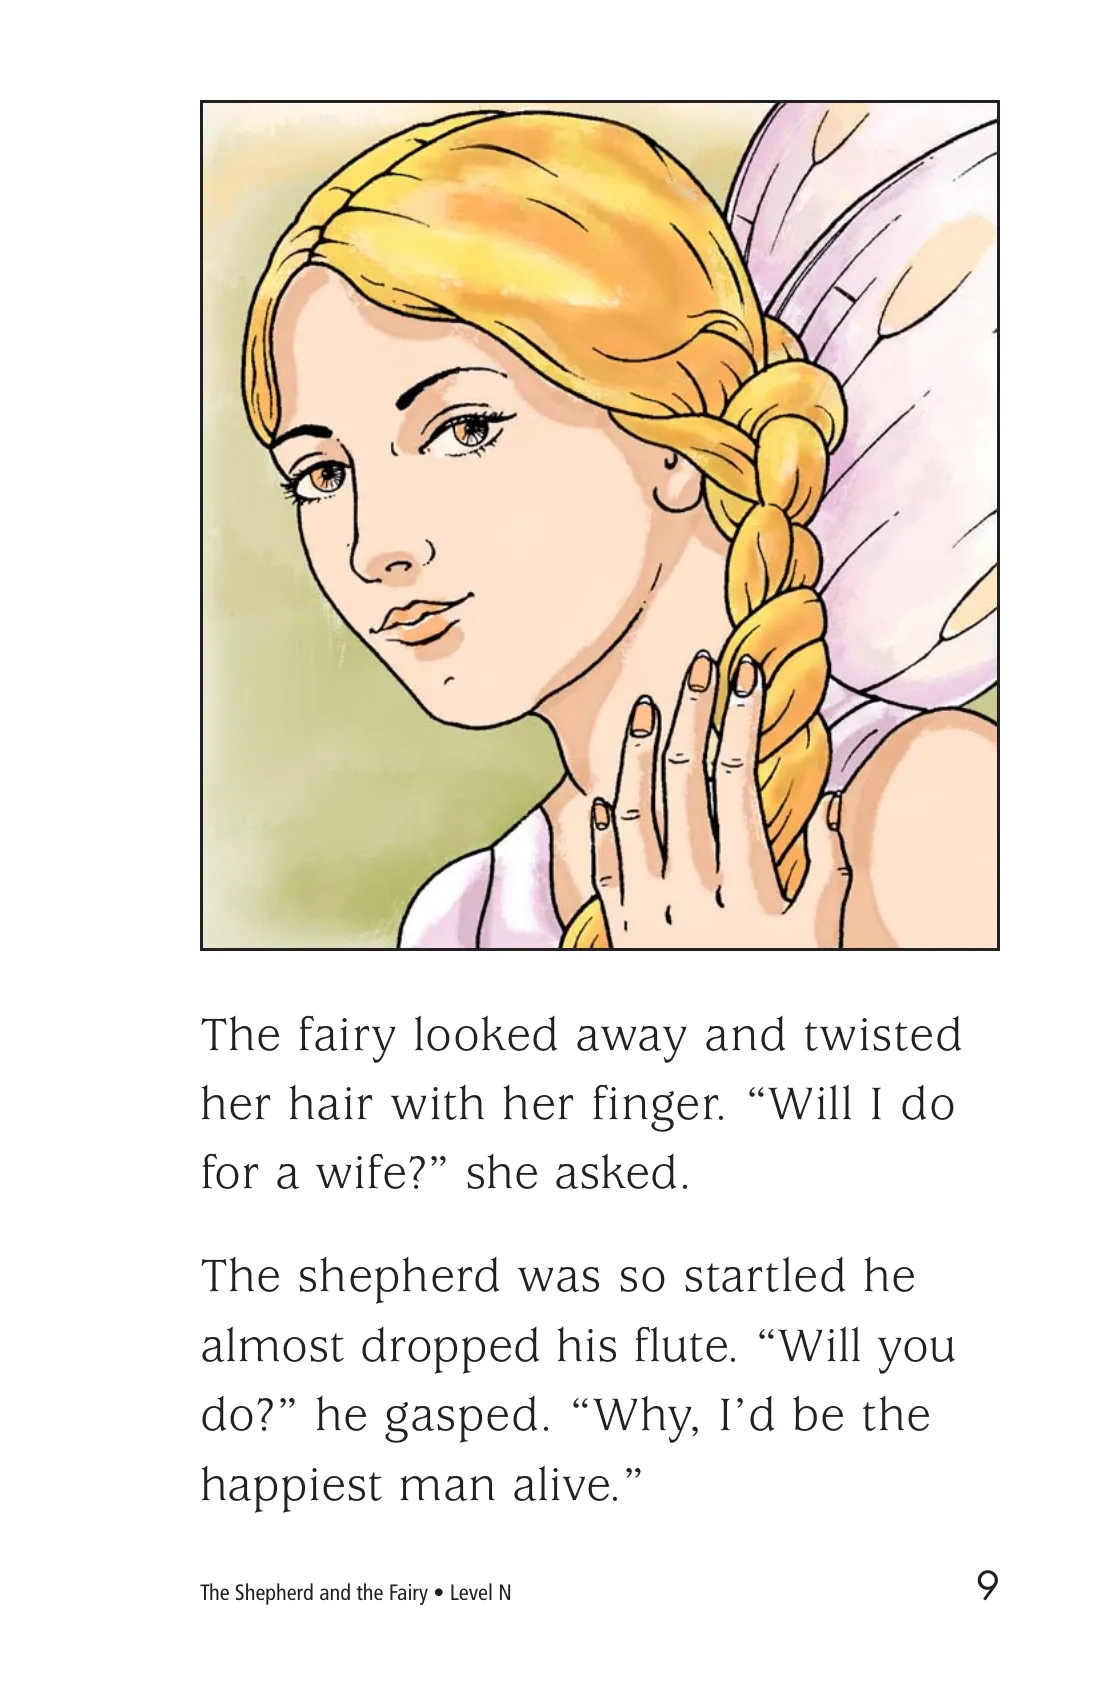 The fairy looked away and twisted
her hair with her finger. “Will I do
for a wife?” she asked.
The shepherd was so startled he
almost dropped his flute. “Will you
do?” he gasped. “Why, I’d be the
happiest man alive.”
The Shepherd and the Fairy • Level N
9